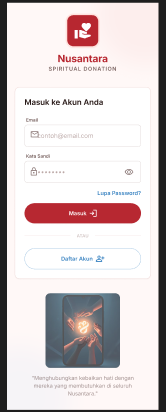 Nusantara
SPIRITUAL DONATION
Masuk ke Akun Anda
Email
contoh@email.com
Kata Sandi
••••••••
Lupa Password?
Masuk
ATAU
Daftar Akun
"Menghubungkan kebaikan hati dengan
mereka yang membutuhkan di seluruh
Nusantara."